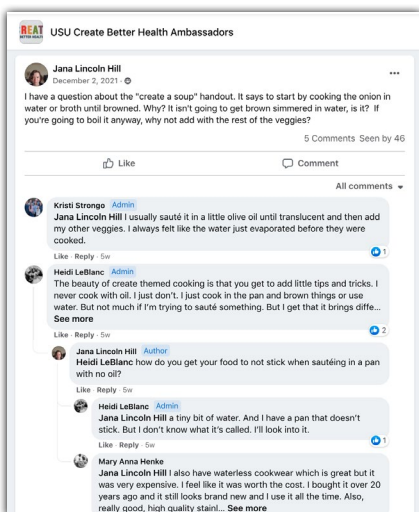 CREATE
BETTER HEALTH
USU Create Better Health Ambassadors
Jana Lincoln Hill
December 2, 2021 ·
I have a question about the "create a soup" handout. It says to start by cooking the onion in
water or broth until browned. Why? It isn't going to get brown simmered in water, is it? If
you're going to boil it anyway, why not add with the rest of the veggies?
5 Comments Seen by 46
Like Comment
All comments
Kristi Strongo Admin
Jana Lincoln Hill I usually sauté it in a little olive oil until translucent and then add
my other veggies. I always felt like the water just evaporated before they were
cooked.
Like · Reply · 5w 1
Heidi LeBlanc Admin
The beauty of create themed cooking is that you get to add little tips and tricks. I
never cook with oil. I just don't. I just cook in the pan and brown things or use
water. But not much if I'm trying to sauté something. But I get that it brings diffe...
See more
Like · Reply · 5w 2
Jana Lincoln Hill Author
Heidi LeBlanc how do you get your food to not stick when sautéing in a pan
with no oil?
Like · Reply · 5w
Heidi LeBlanc Admin
Jana Lincoln Hill a tiny bit of water. And I have a pan that doesn't
stick. But I don't know what it's called. I'll look into it.
Like · Reply · 5w 1
Mary Anna Henke
Jana Lincoln Hill I also have waterless cookwear which is great but it
was very expensive. I feel like it was worth the cost. I bought it over 20
years ago and it still looks brand new and I use it all the time. Also,
really good, high quality stainl... See more